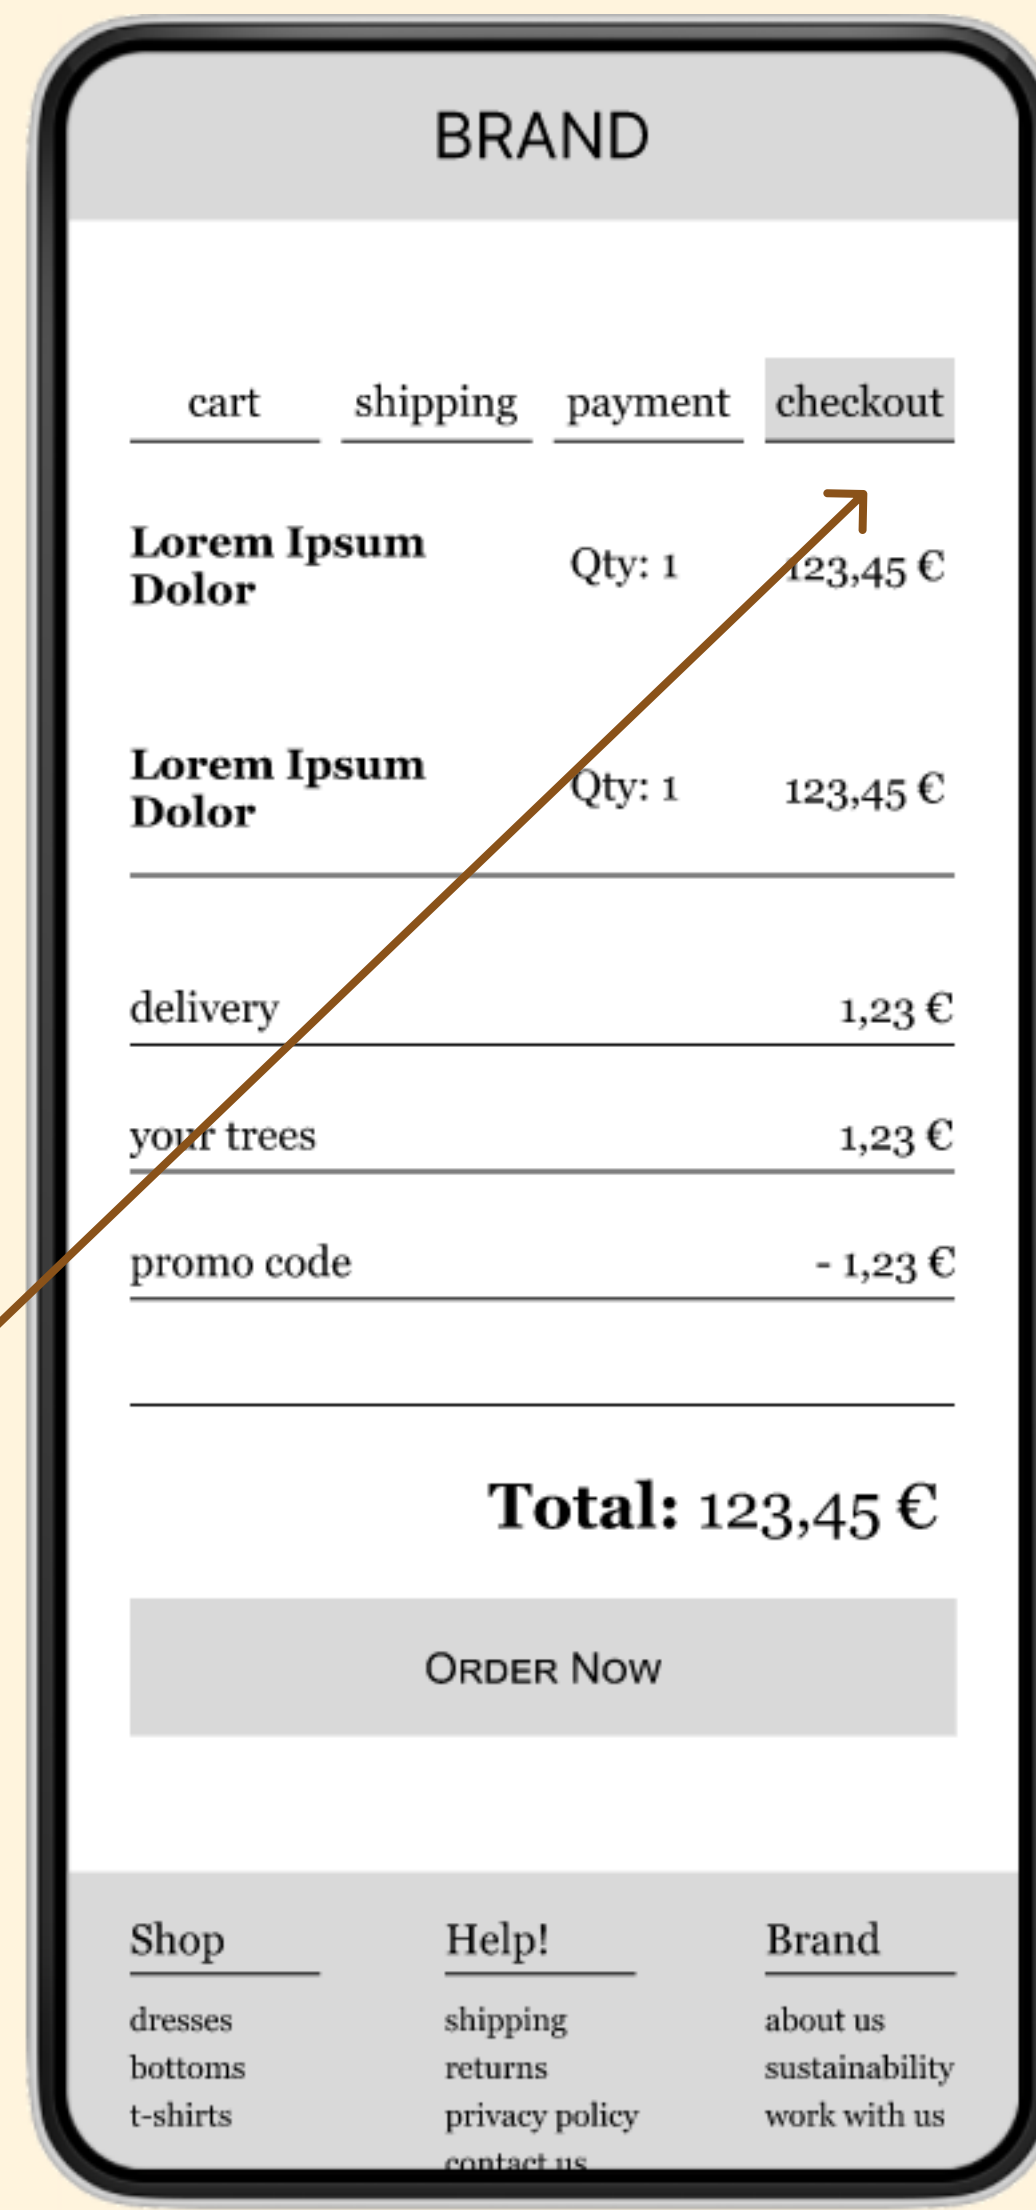 BRAND
cart shipping payment checkout
Lorem Ipsum
Dolor
Qty: 1 123,45 €
Lorem Ipsum
Dolor
Qty: 1 123,45 €
delivery 1,23 €
your trees 1,23 €
promo code - 1,23 €
Total: 123,45 €
ORDER NOW
Shop Help! Brand
dresses shipping about us
bottoms returns sustainability
t-shirts privacy policy work with us
contact us